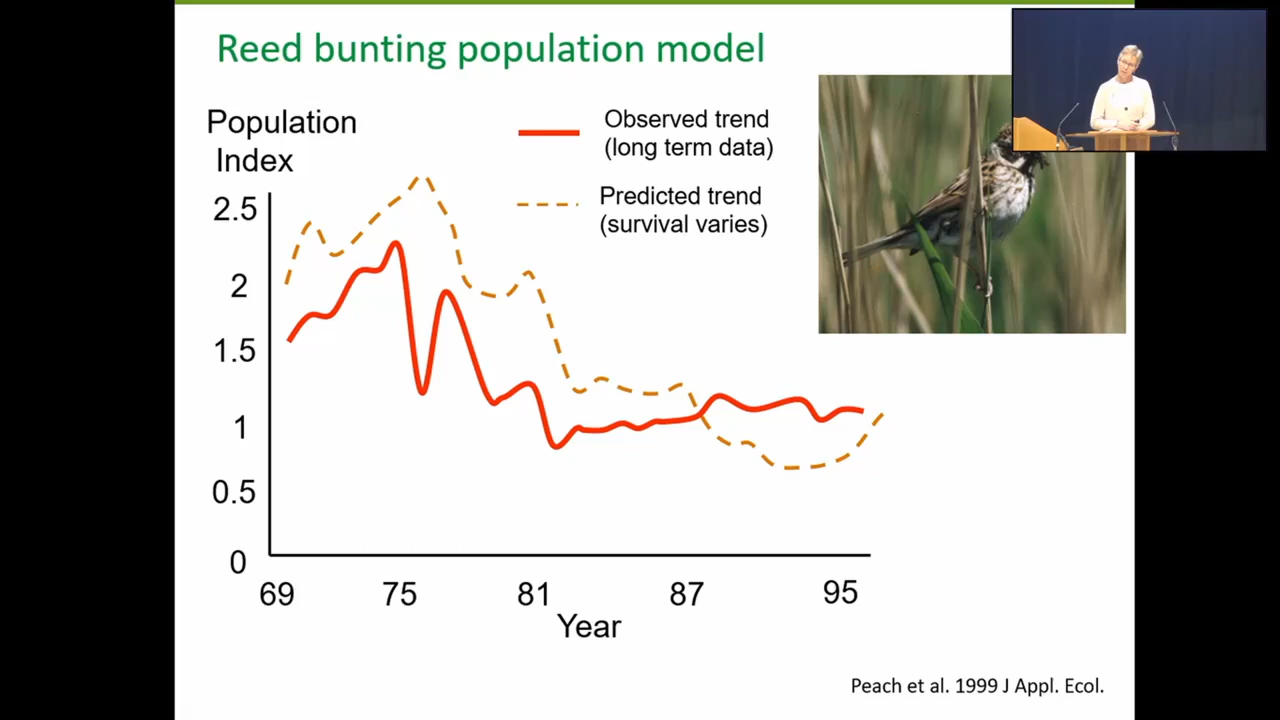 Reed bunting population model
Population
Index
Observed trend
(long term data)
Predicted trend
(survival varies)
2.5
2
1.5
1
0.5
0
69 75 81 87 95
Year
Peach et al. 1999 J Appl. Ecol.